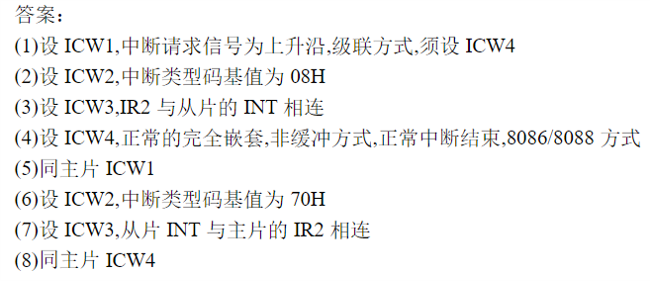 答案：
(1)设 ICW1,中断请求信号为上升沿,级联方式,须设 ICW4
(2)设 ICW2,中断类型码基值为 08H
(3)设 ICW3,IR2 与从片的 INT 相连
(4)设 ICW4,正常的完全嵌套,非缓冲方式,正常中断结束,8086/8088 方式
(5)同主片 ICW1
(6)设 ICW2,中断类型码基值为 70H
(7)设 ICW3,从片 INT 与主片的 IR2 相连
(8)同主片 ICW4